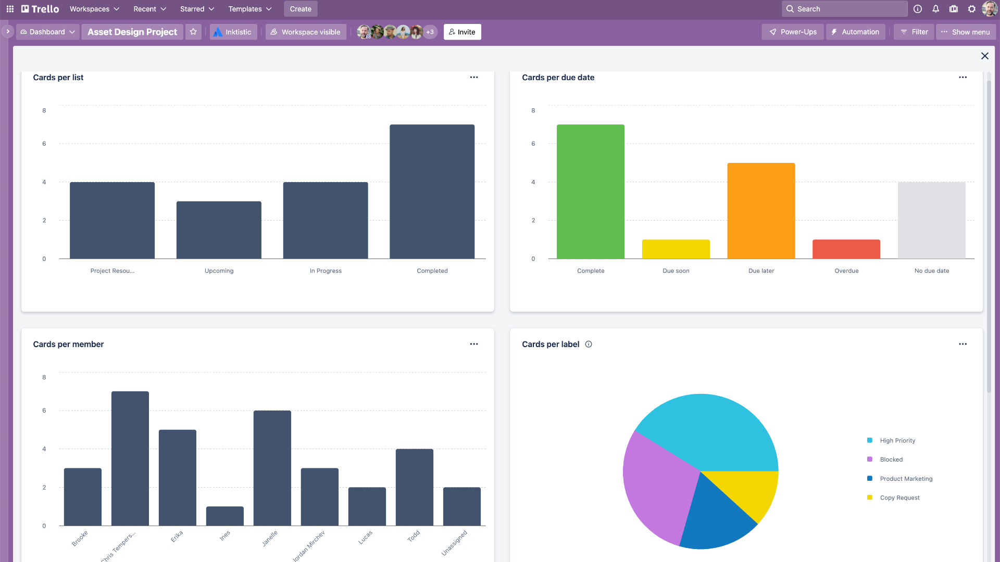 Trello Workspaces Recent Starred Templates Create Search
Dashboard Asset Design Project Inktistic Workspace visible +3 Invite Power-Ups Automation Filter Show menu
Cards per list
8
6
4
2
0
Project Resou... Upcoming In Progress Completed
Cards per due date
8
6
4
2
0
Complete Due soon Due later Overdue No due date
Cards per member
8
6
4
2
0
Brooke Chris Tempers... Erika Ines Janelle Jordan Mirchev Lucas Todd Unassigned
Cards per label
High Priority
Blocked
Product Marketing
Copy Request